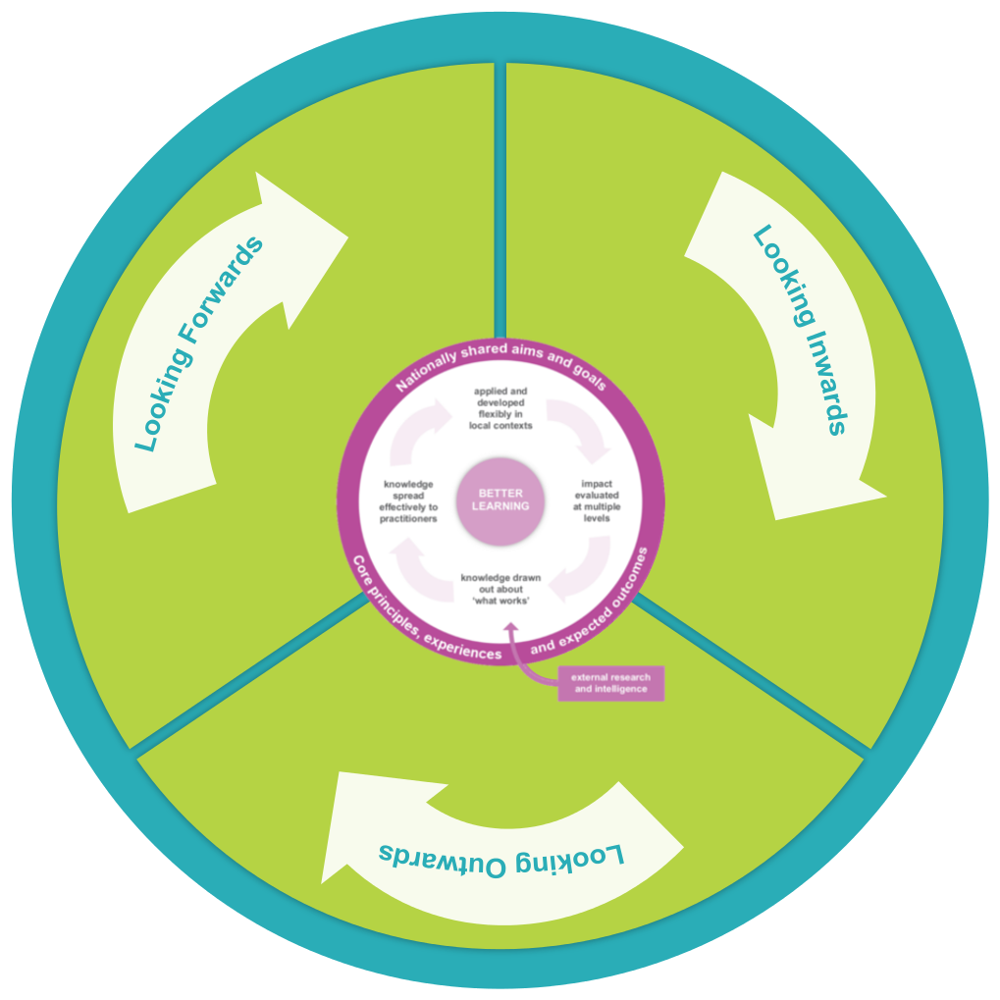 Looking Forwards
Looking Inwards
Nationally shared aims and goals
applied and
developed
flexibly in
local contexts
knowledge
spread
effectively to
practitioners
BETTER
LEARNING
impact
evaluated
at multiple
levels
knowledge drawn
out about
‘what works’
Core principles, experiences
and expected outcomes
external research
and intelligence
Looking Outwards